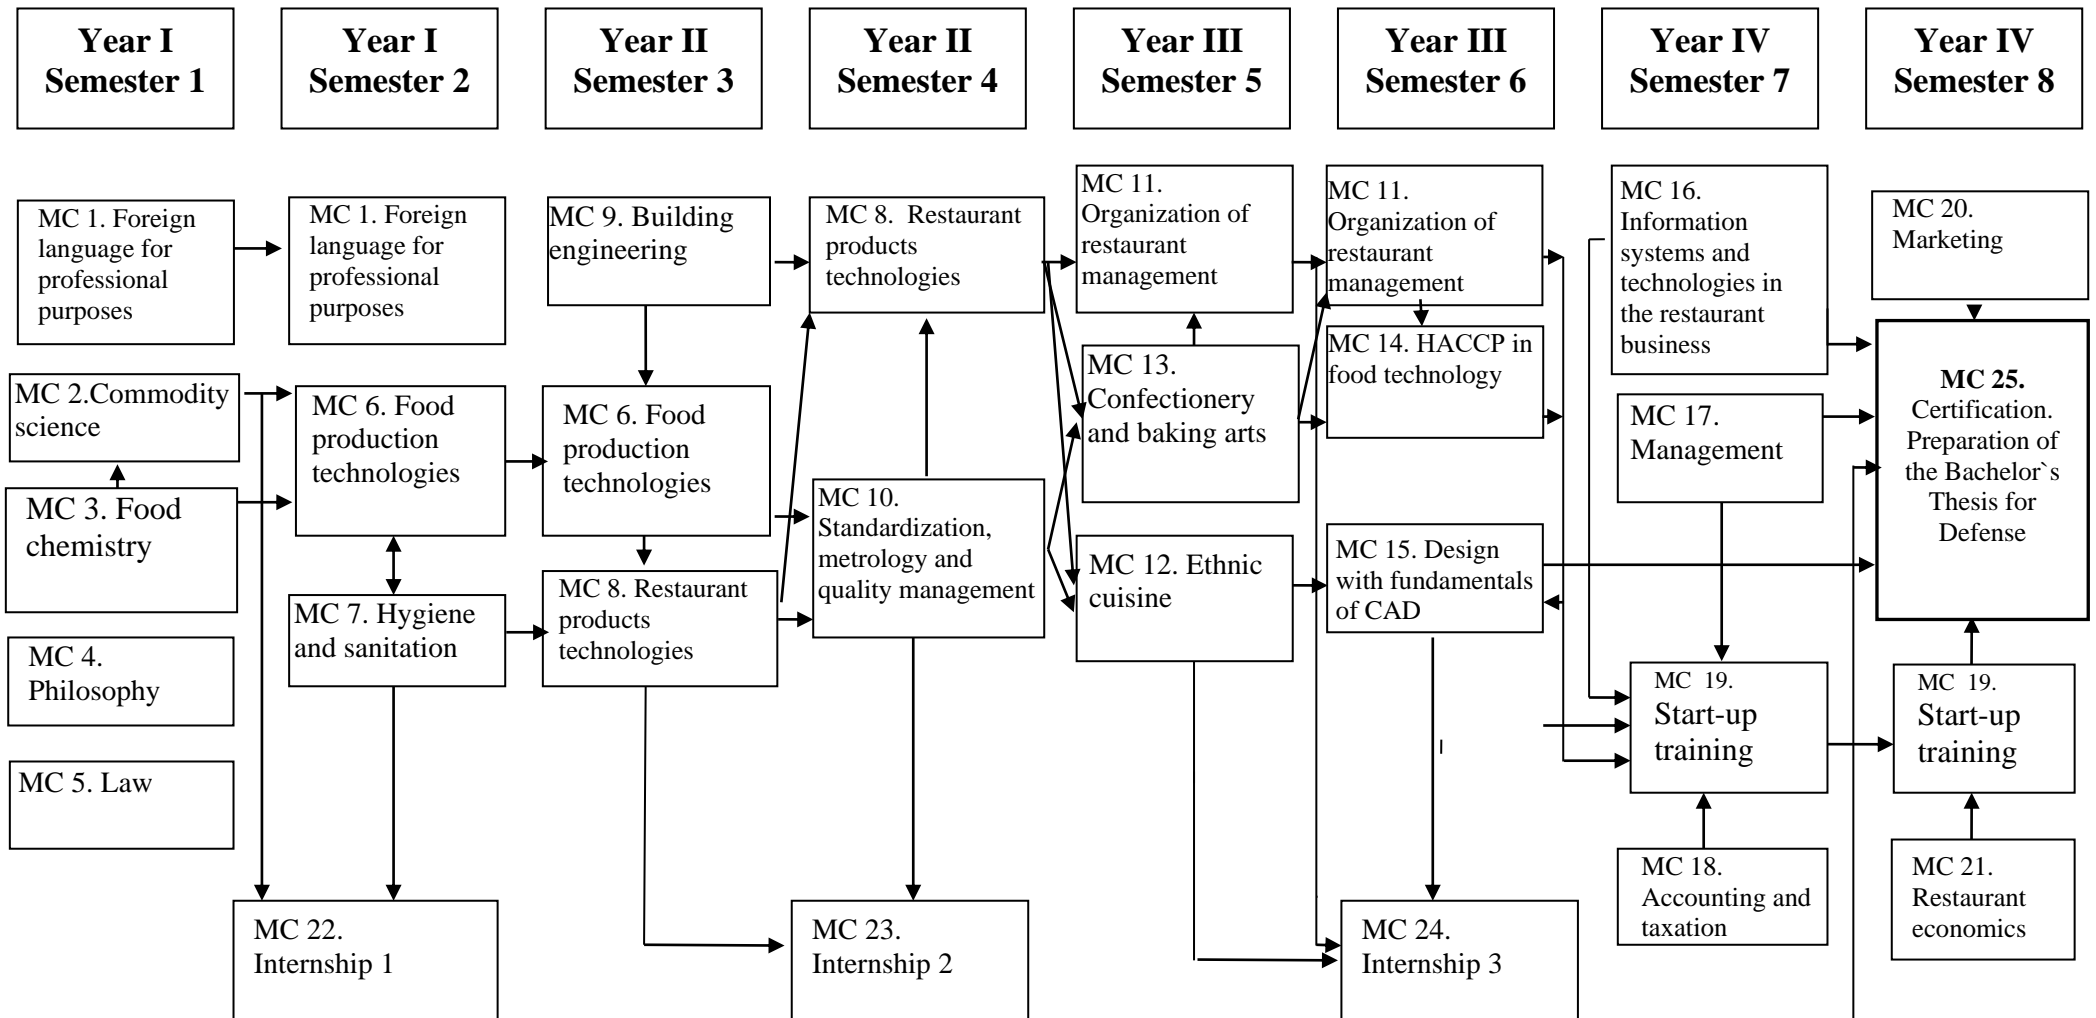 Year I
Semester 1
Year I
Semester 2
Year II
Semester 3
Year II
Semester 4
Year III
Semester 5
Year III
Semester 6
Year IV
Semester 7
Year IV
Semester 8
MC 1. Foreign
language for
professional
purposes
MC 2.Commodity
science
MC 3. Food
chemistry
MC 4.
Philosophy
MC 5. Law
MC 1. Foreign
language for
professional
purposes
MC 6. Food
production
technologies
MC 7. Hygiene
and sanitation
MC 22.
Internship 1
MC 9. Building
engineering
MC 6. Food
production
technologies
MC 8. Restaurant
products
technologies
MC 8. Restaurant
products
technologies
MC 10.
Standardization,
metrology and
quality management
MC 23.
Internship 2
MC 11.
Organization of
restaurant
management
MC 13.
Confectionery
and baking arts
MC 12. Ethnic
cuisine
MC 11.
Organization of
restaurant
management
MC 14. HACCP in
food technology
MC 15. Design
with fundamentals
of CAD
MC 24.
Internship 3
MC 16.
Information
systems and
technologies in
the restaurant
business
MC 17.
Management
MC 19.
Start-up
training
MC 18.
Accounting and
taxation
MC 20.
Marketing
MC 25.
Certification.
Preparation of
the Bachelor`s
Thesis for
Defense
MC 19.
Start-up
training
MC 21.
Restaurant
economics